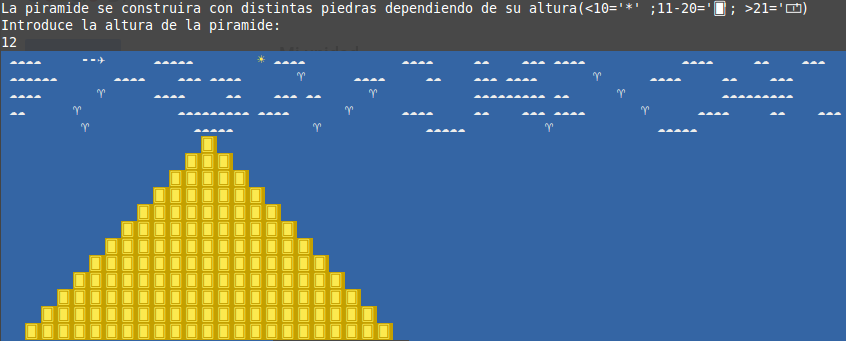 La piramide se construira con distintas piedras dependiendo de su altura(<10='*' ;11-20='🂠'; >21='🖆')
Introduce la altura de la piramide:
12